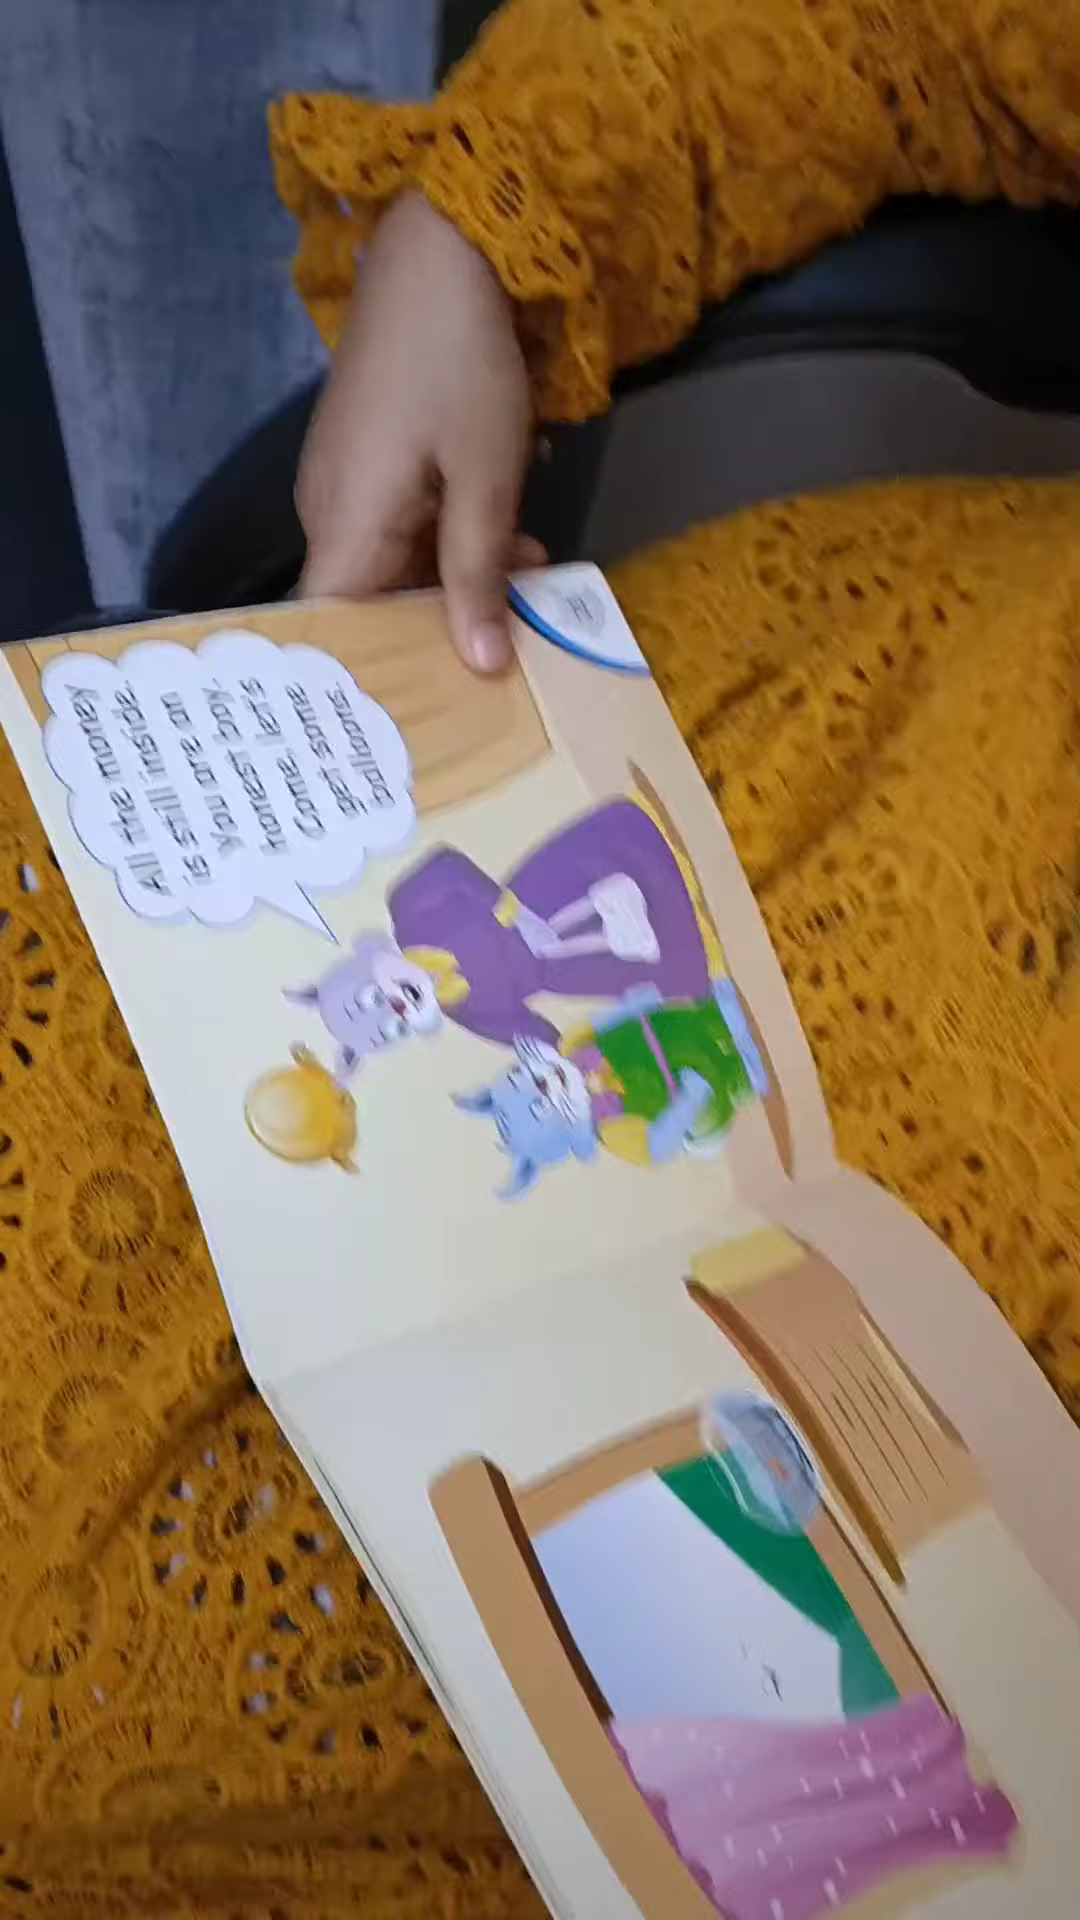 All the money
is still inside.
You are an
honest boy.
Come, let's
get some
balloons.